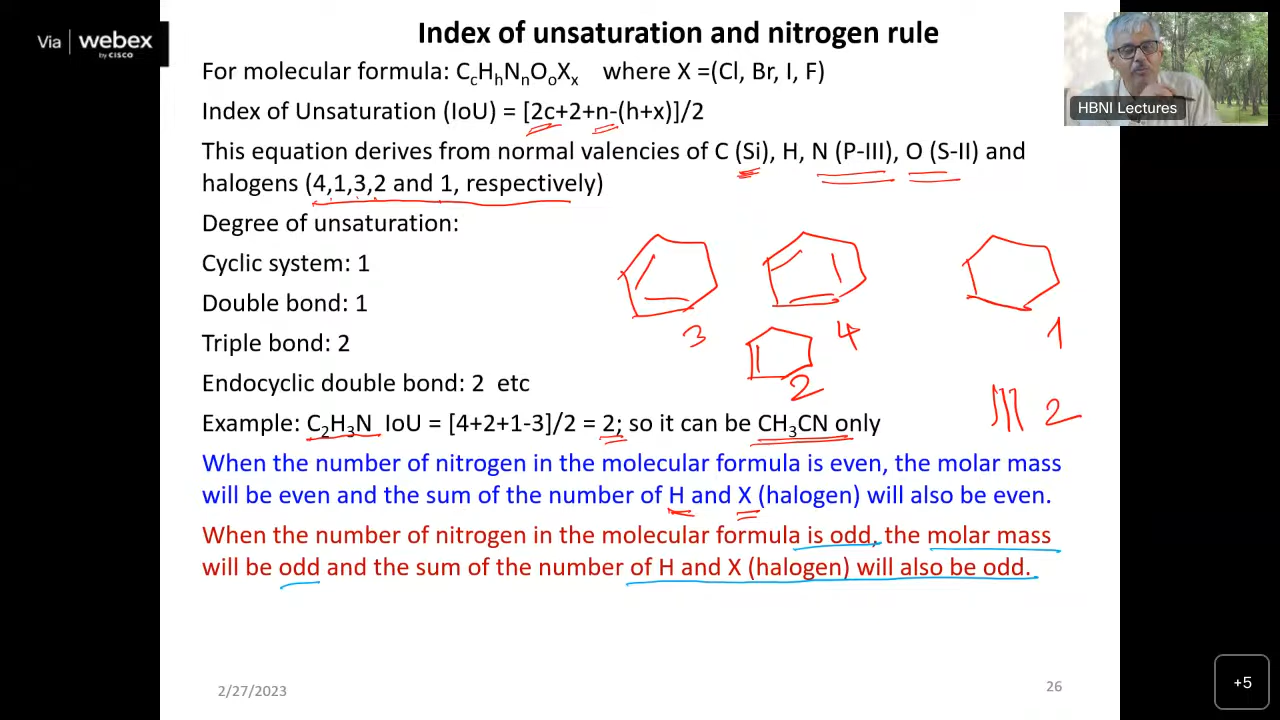 Via webex
by CISCO
Index of unsaturation and nitrogen rule
HBNI Lectures
For molecular formula: CcHhNnOoXx where X =(Cl, Br, I, F)
Index of Unsaturation (IoU) = [2c+2+n-(h+x)]/2
This equation derives from normal valencies of C (Si), H, N (P-III), O (S-II) and
halogens (4,1,3,2 and 1, respectively)
Degree of unsaturation:
Cyclic system: 1
Double bond: 1
Triple bond: 2
Endocyclic double bond: 2 etc
3
4
1
2
2
Example: C₂H₃N IoU = [4+2+1-3]/2 = 2; so it can be CH₃CN only
When the number of nitrogen in the molecular formula is even, the molar mass
will be even and the sum of the number of H and X (halogen) will also be even.
When the number of nitrogen in the molecular formula is odd, the molar mass
will be odd and the sum of the number of H and X (halogen) will also be odd.
2/27/2023
26
+5